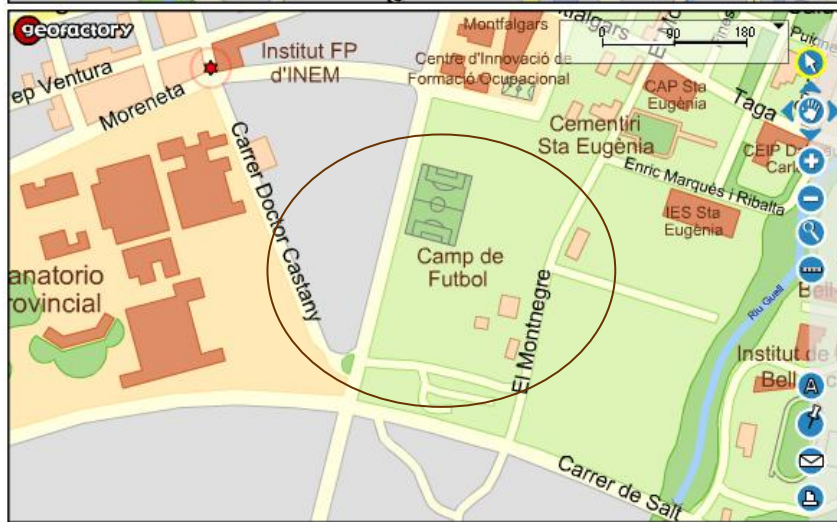 geofactory
Montfalgars
0 90 180
Institut FP
d'INEM
Centre d'Innovació de
Formació Ocupacional
CAP Sta
Eugènia
Taga
ep Ventura
Moreneta
Cementiri
Sta Eugènia
Carrer Doctor Castany
Enric Marquès i Ribalta
IES Sta
Eugènia
Camp de
Futbol
anatorio
rovincial
El Montnegre
Riu Guell
Institut de
Bell
Carrer de Salt
A